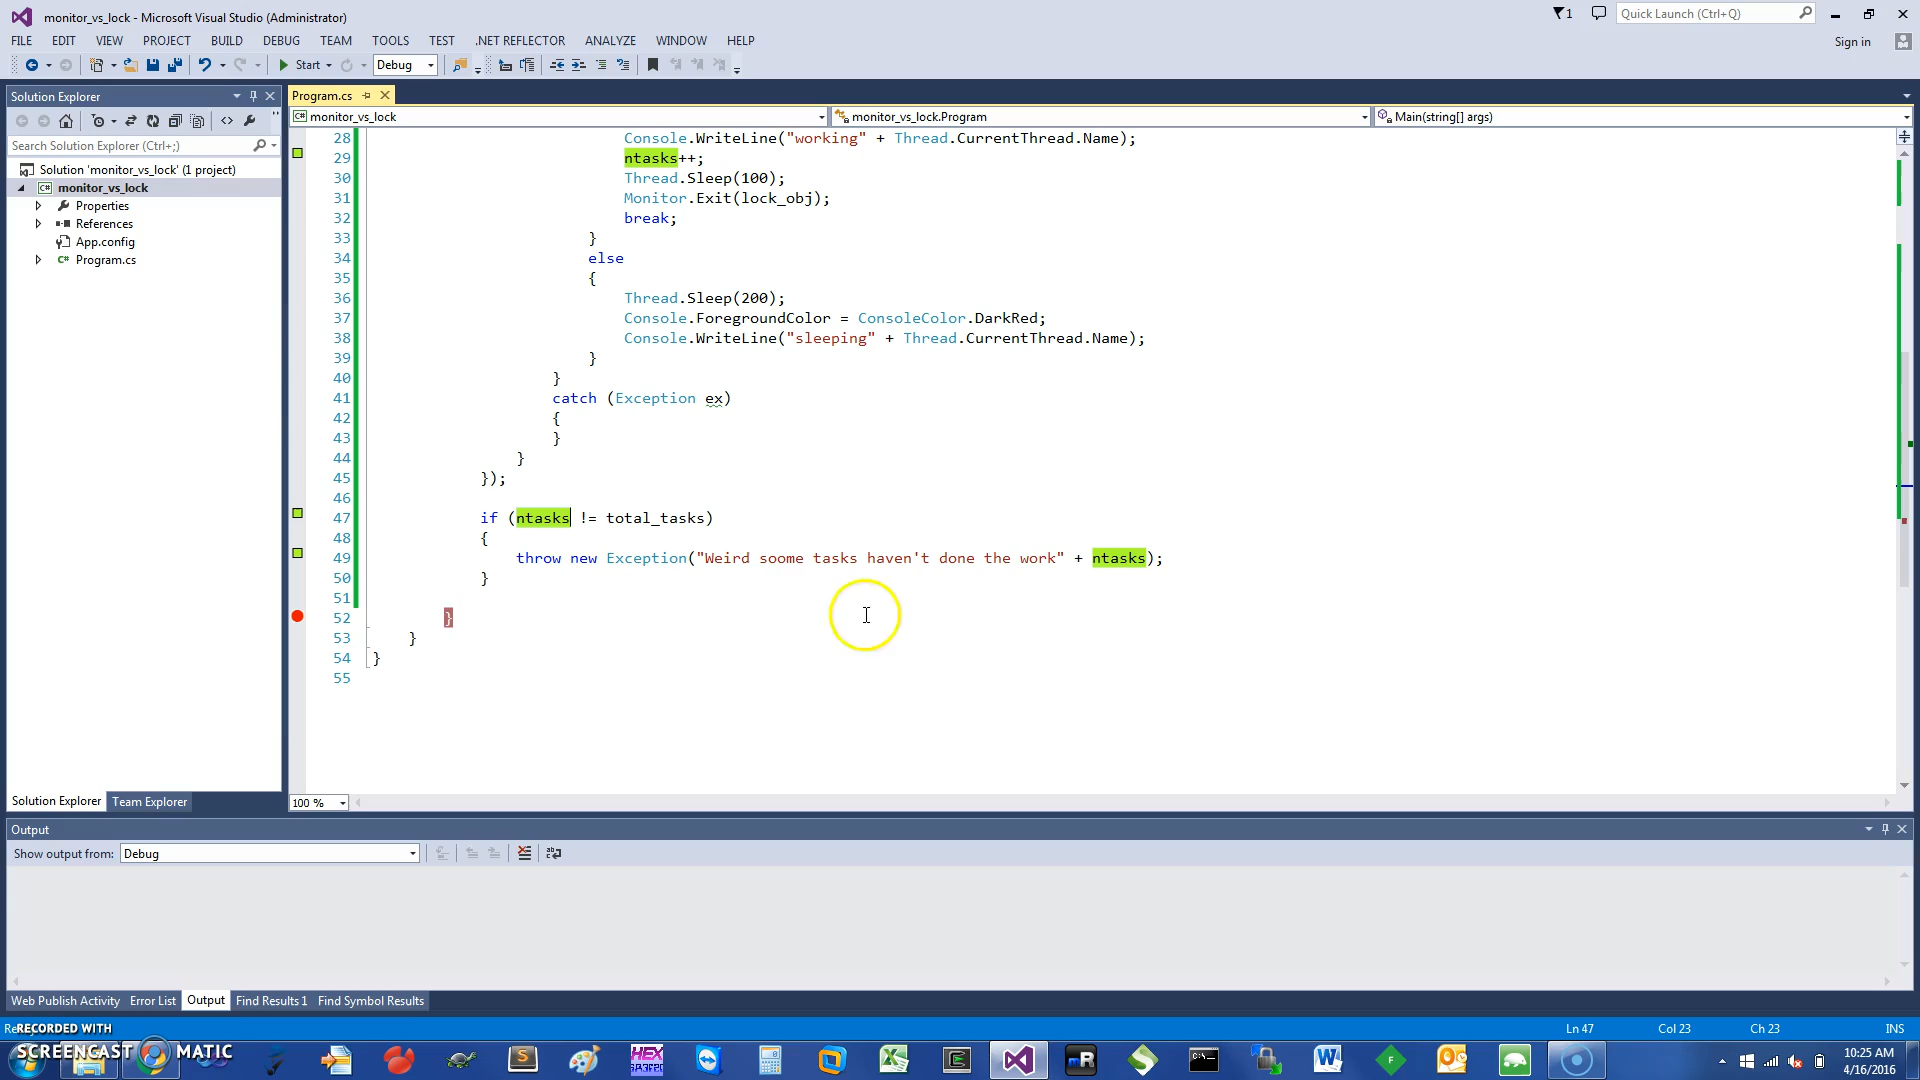 monitor_vs_lock - Microsoft Visual Studio (Administrator)
1
Quick Launch (Ctrl+Q)
FILE EDIT VIEW PROJECT BUILD DEBUG TEAM TOOLS TEST .NET REFLECTOR ANALYZE WINDOW HELP
Sign in
Start
Debug
Solution Explorer
Program.cs
monitor_vs_lock
monitor_vs_lock.Program
Main(string[] args)
Search Solution Explorer (Ctrl+;)
Solution 'monitor_vs_lock' (1 project)
monitor_vs_lock
Properties
References
App.config
Program.cs
28 Console.WriteLine("working" + Thread.CurrentThread.Name);
29 ntasks++;
30 Thread.Sleep(100);
31 Monitor.Exit(lock_obj);
32 break;
33 }
34 else
35 {
36 Thread.Sleep(200);
37 Console.ForegroundColor = ConsoleColor.DarkRed;
38 Console.WriteLine("sleeping" + Thread.CurrentThread.Name);
39 }
40 }
41 catch (Exception ex)
42 {
43 }
44 }
45 });
46
47 if (ntasks != total_tasks)
48 {
49 throw new Exception("Weird soome tasks haven't done the work" + ntasks);
50 }
51
52 }
53 }
54 }
55
100 %
Solution Explorer Team Explorer
Output
Show output from: Debug
Web Publish Activity Error List Output Find Results 1 Find Symbol Results
Ln 47 Col 23 Ch 23 INS
RECORDED WITH
SCREENCAST MATIC
HEX
S
mR
C:\
W
F
10:25 AM
4/16/2016